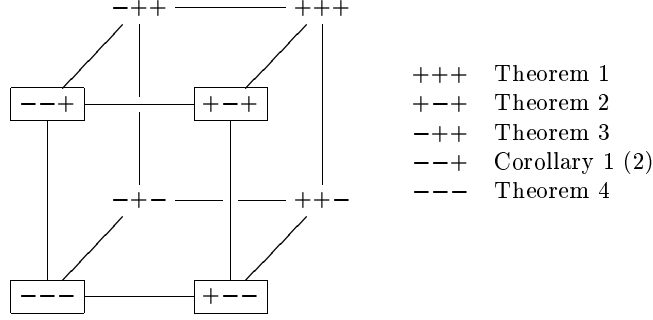 -++ +++
--+ +-+
-+- ++-
--- +--
+++ Theorem 1
+-+ Theorem 2
-++ Theorem 3
--+ Corollary 1 (2)
--- Theorem 4